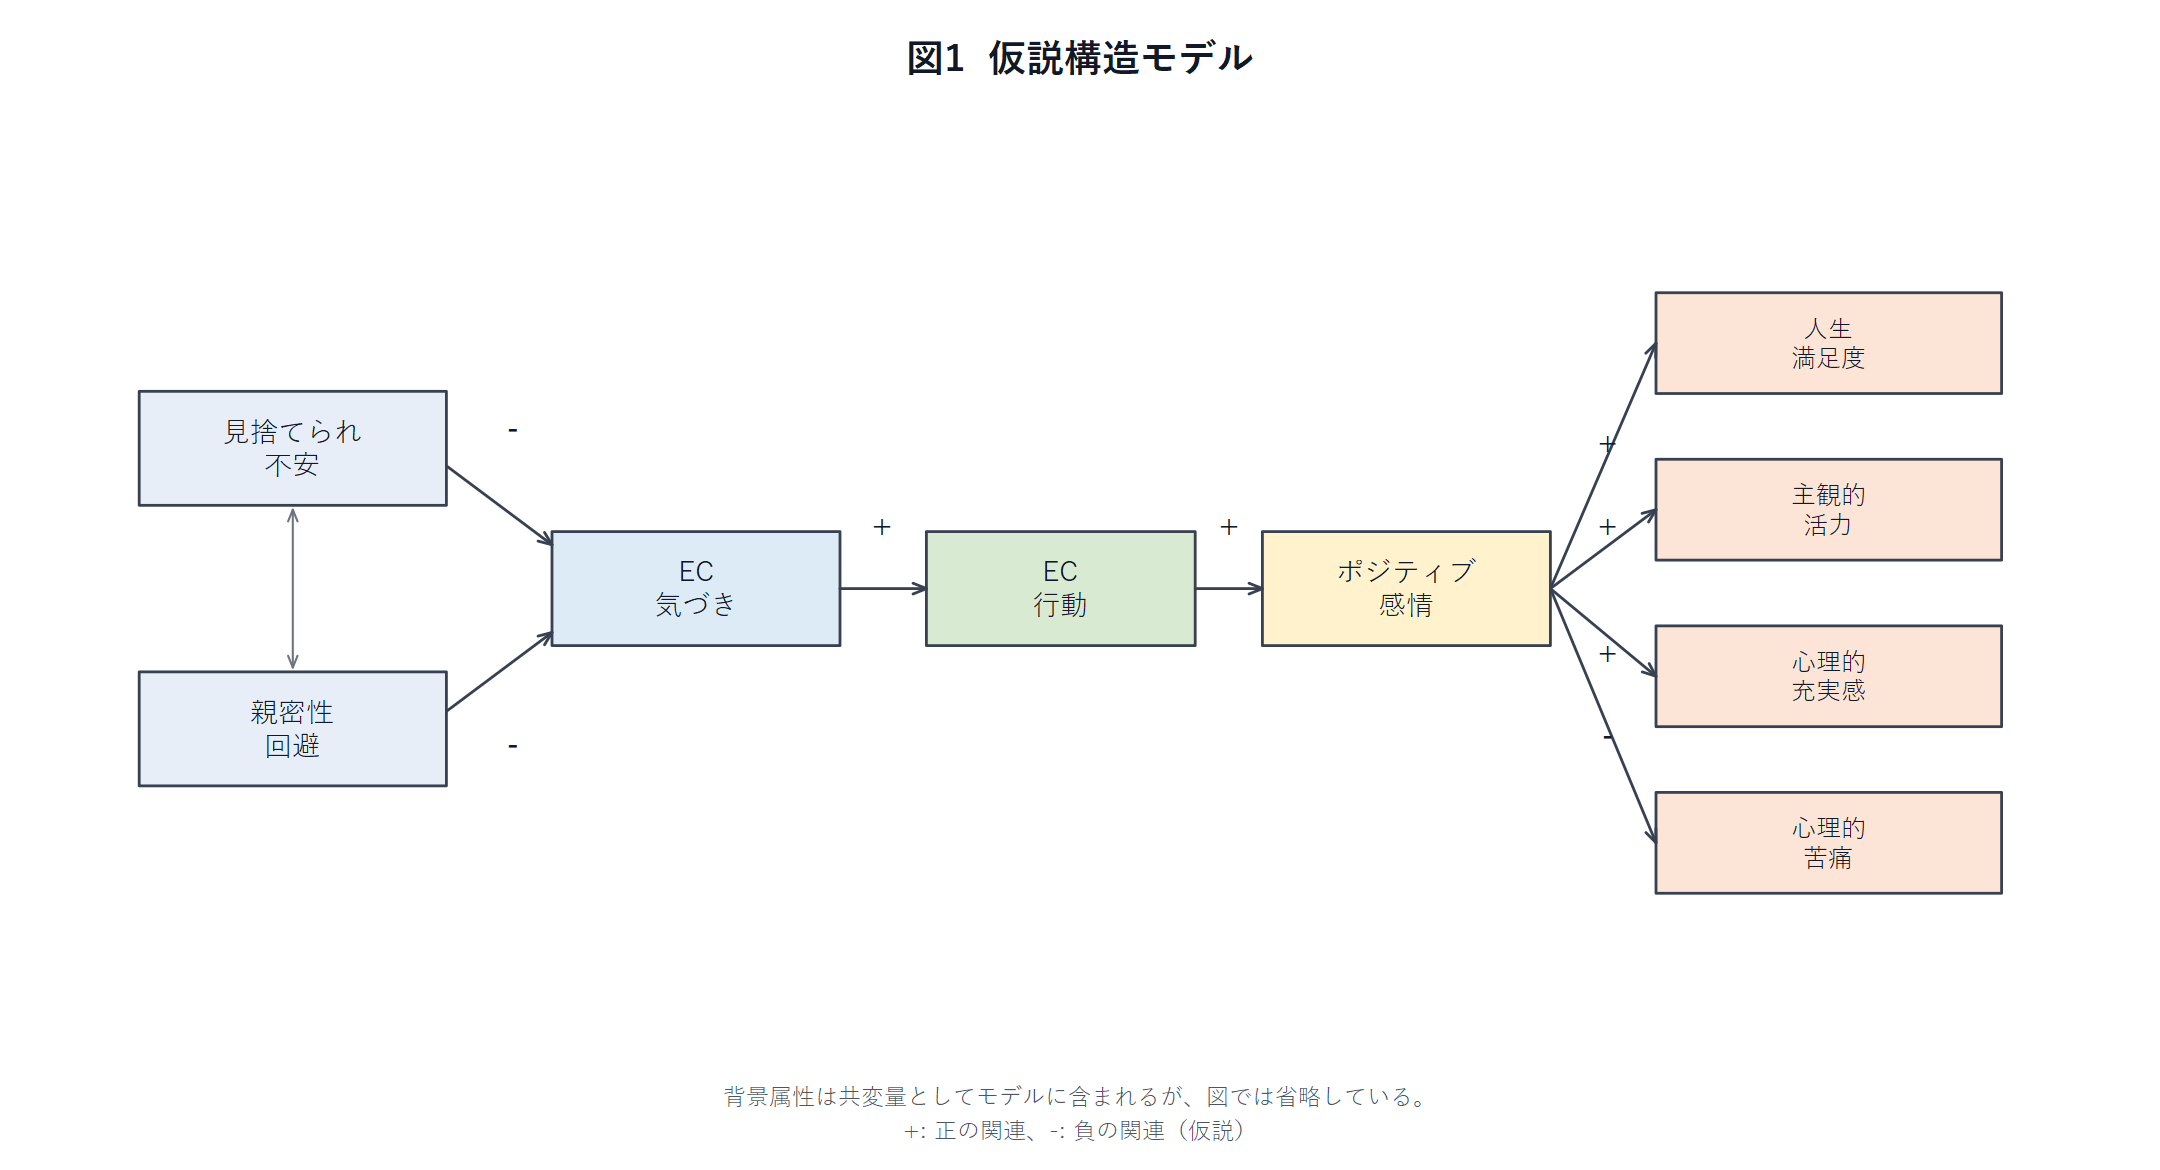 図1 仮説構造モデル
見捨てられ
不安
-
親密性
回避
-
EC
気づき
+
EC
行動
+
ポジティブ
感情
+
+
+
-
人生
満足度
主観的
活力
心理的
充実感
心理的
苦痛
背景属性は共変量としてモデルに含まれるが、図では省略している。
+: 正の関連、-: 負の関連（仮説）